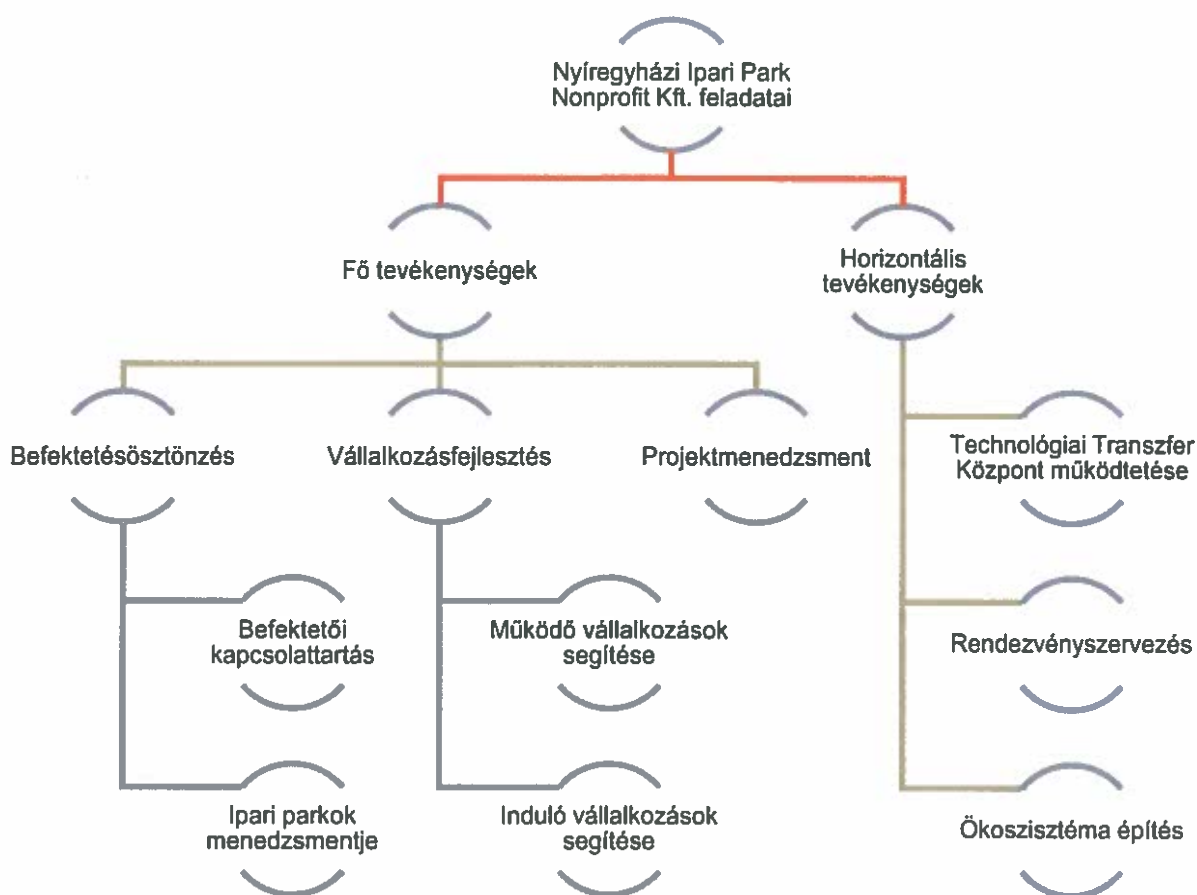 Nyíregyházi Ipari Park
Nonprofit Kft. feladatai
Fő tevékenységek
Horizontális
tevékenységek
Befektetésösztönzés
Vállalkozásfejlesztés
Projektmenedzsment
Technológiai Transzfer
Központ működtetése
Befektetői
kapcsolattartás
Működő vállalkozások
segítése
Rendezvényszervezés
Ipari parkok
menedzsmentje
Induló vállalkozások
segítése
Ökoszisztéma építés